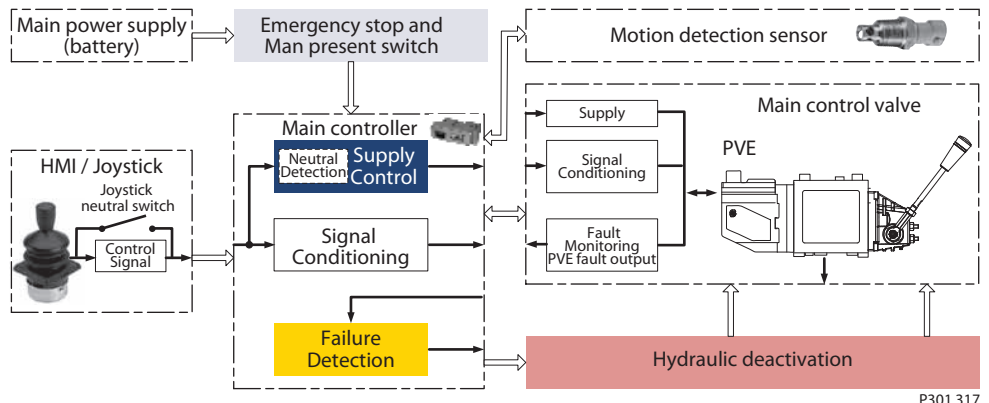 Main power supply
(battery)
Emergency stop and
Man present switch
Motion detection sensor
HMI / Joystick
Joystick
neutral switch
Control
Signal
Main controller
Neutral
Detection
Supply
Control
Signal
Conditioning
Failure
Detection
Main control valve
Supply
Signal
Conditioning
Fault
Monitoring
PVE fault output
PVE
Hydraulic deactivation
P301 317